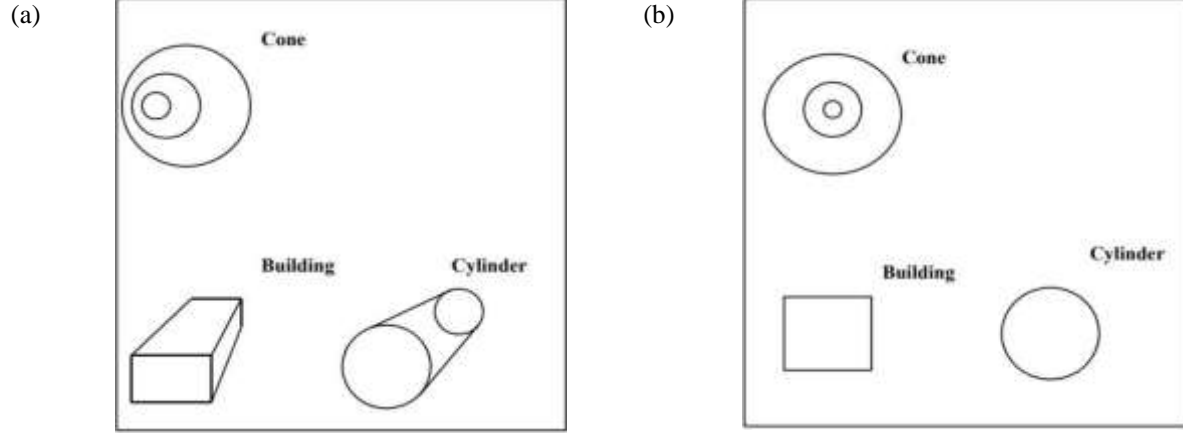 (a)
Cone
Building
Cylinder
(b)
Cone
Building
Cylinder